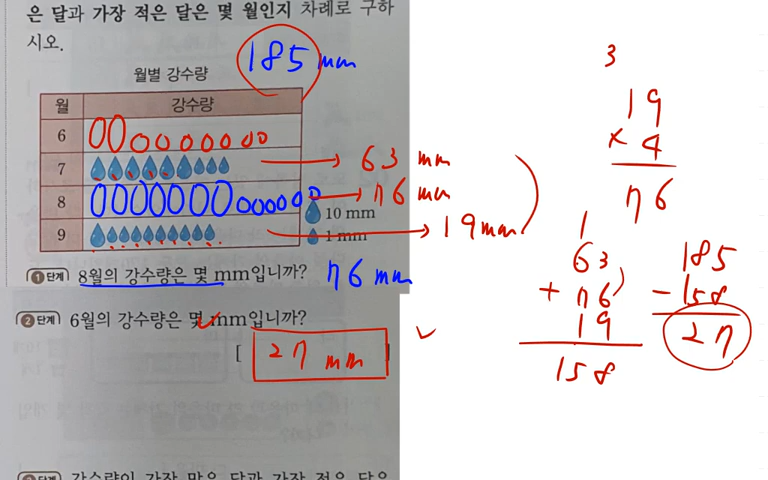 은 달과 가장 적은 달은 몇 월인지 차례로 구하
시오.
185 mm
월별 강수량
월 강수량
6
7 → 63 mm
8 → 76 mm
9 → 19 mm
10 mm
1 mm
1단계 8월의 강수량은 몇 mm입니까? 76 mm
2단계 6월의 강수량은 몇 mm입니까?
[ 27 mm ]
3
19
× 4
76
1
63
+ 76
19
158
185
- 158
27